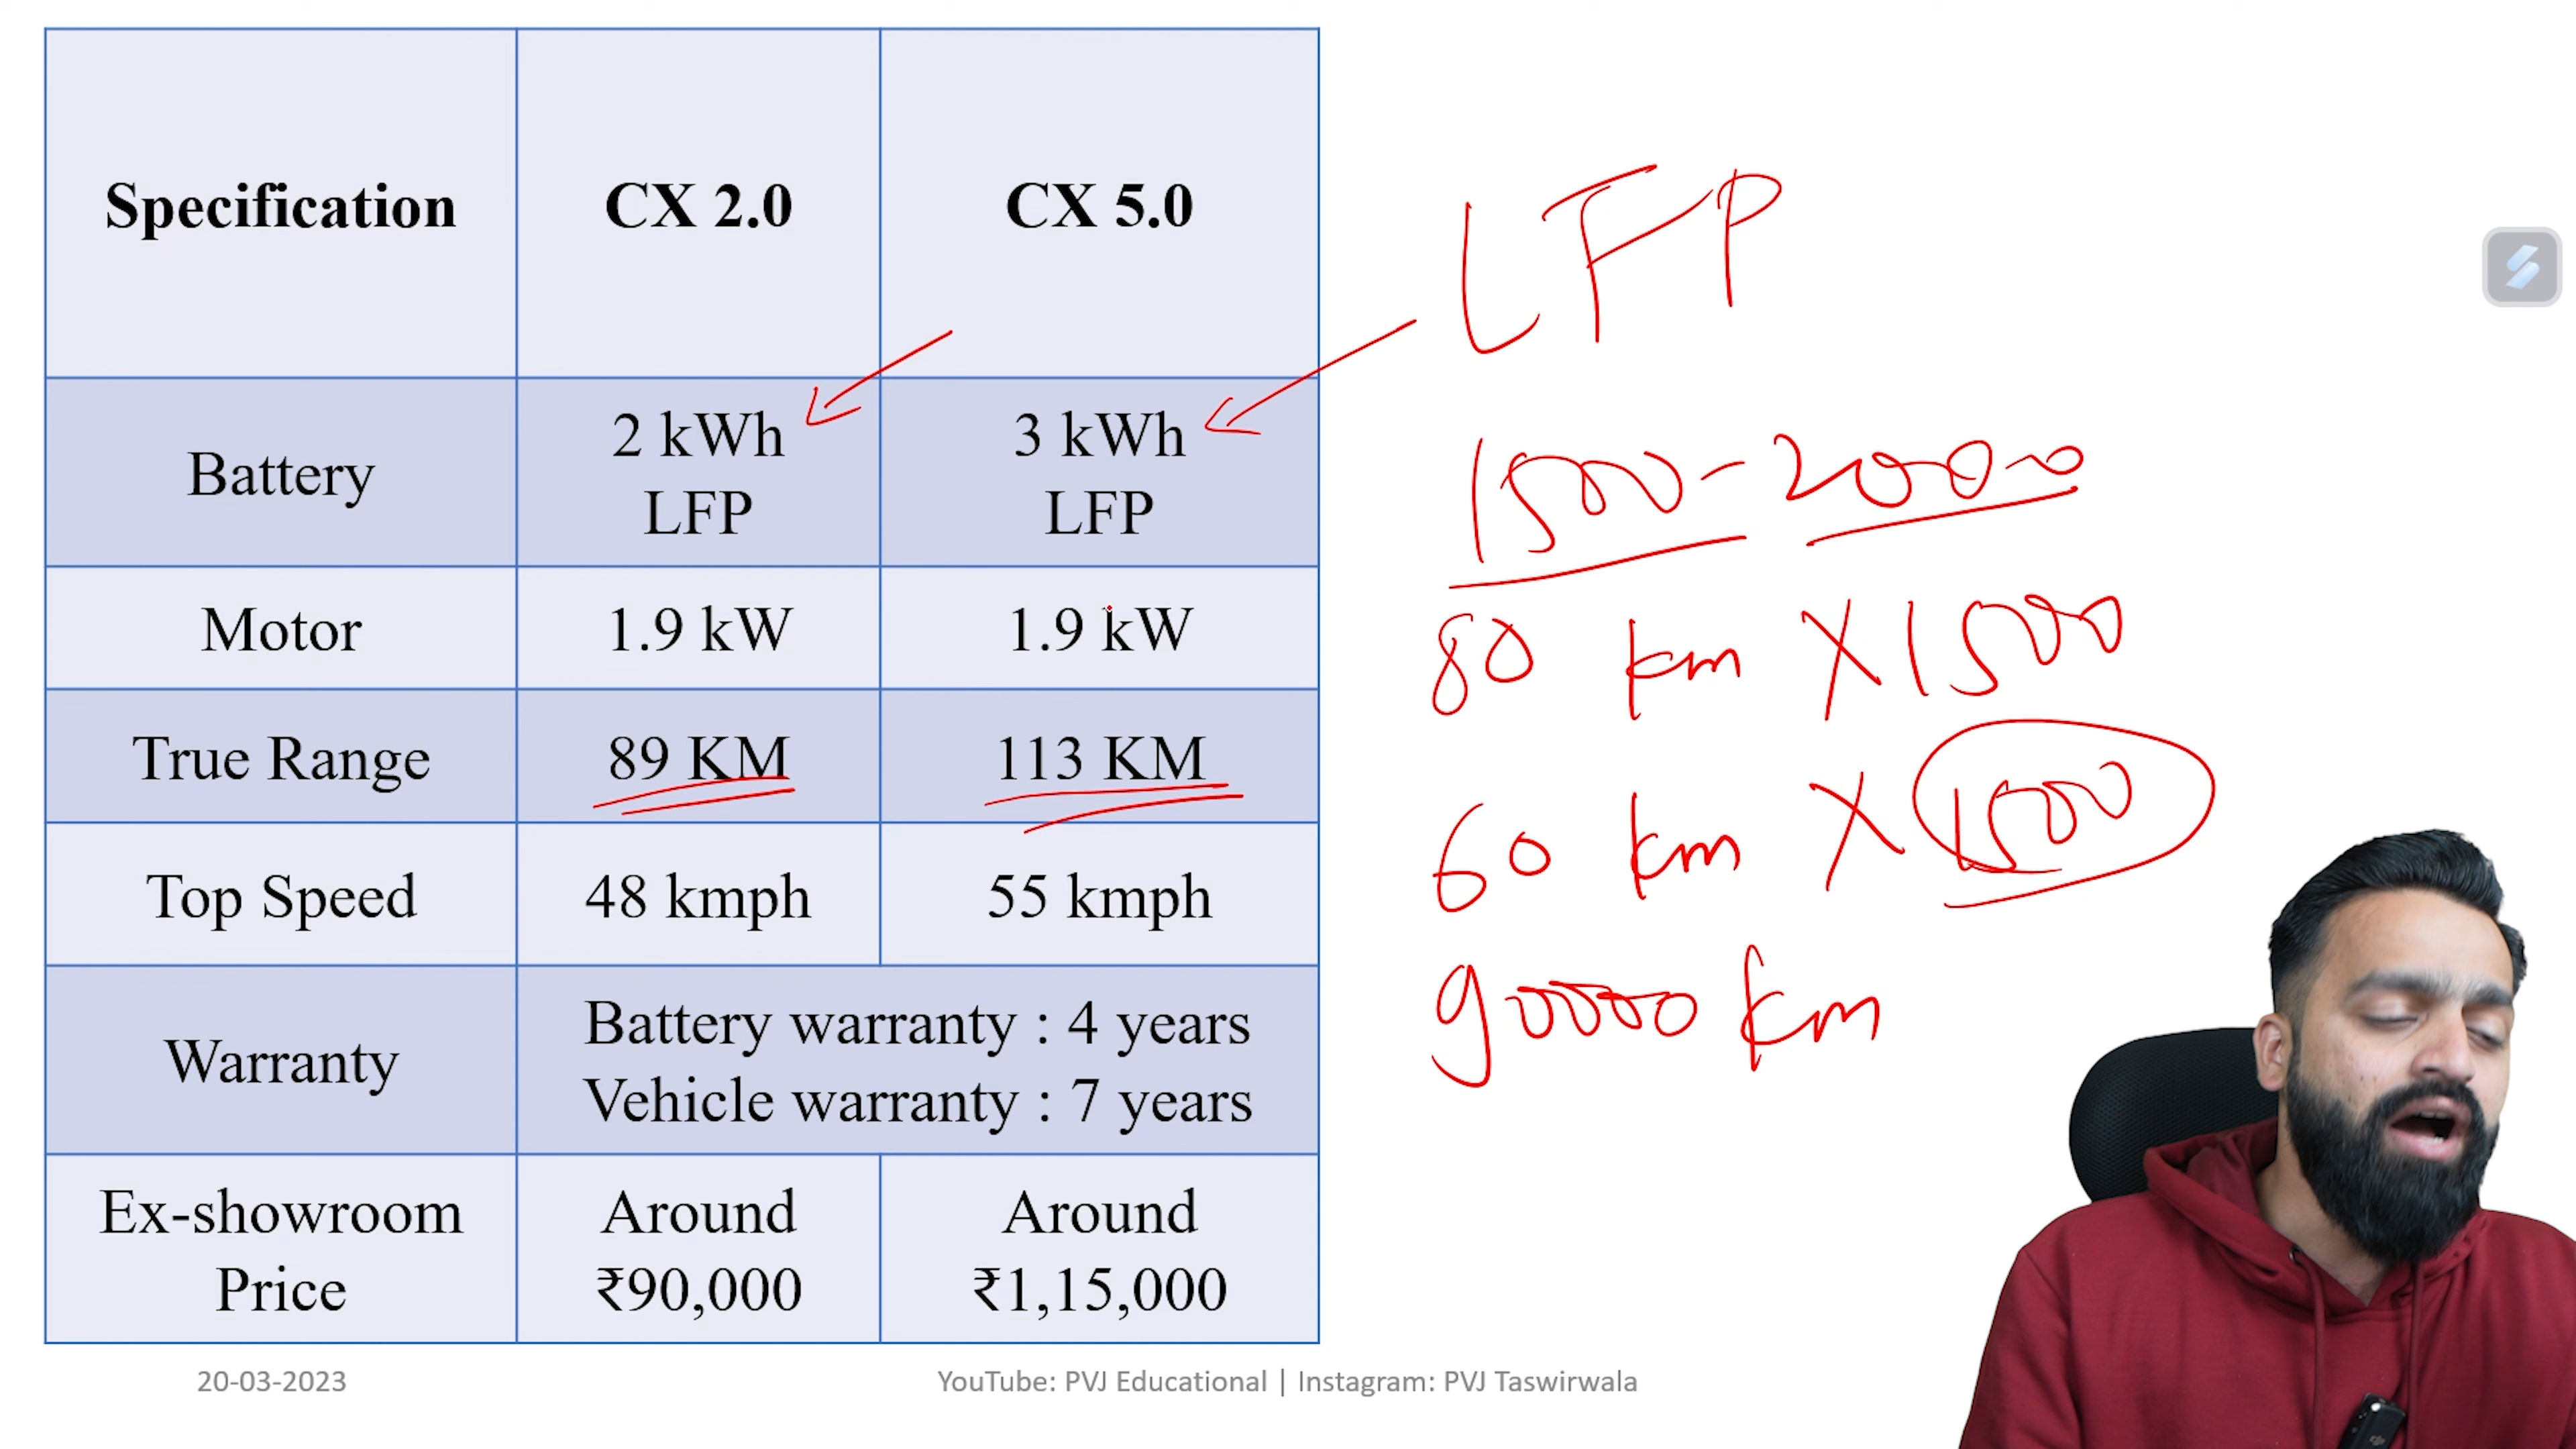 Specification CX 2.0 CX 5.0
Battery 2 kWh LFP 3 kWh LFP
Motor 1.9 kW 1.9 kW
True Range 89 KM 113 KM
Top Speed 48 kmph 55 kmph
Warranty Battery warranty : 4 years
Vehicle warranty : 7 years
Ex-showroom Price Around ₹90,000 Around ₹1,15,000
LFP
1500-2000
80 km X 1500
60 km X 1500
90000 km
20-03-2023
YouTube: PVJ Educational | Instagram: PVJ Taswirwala